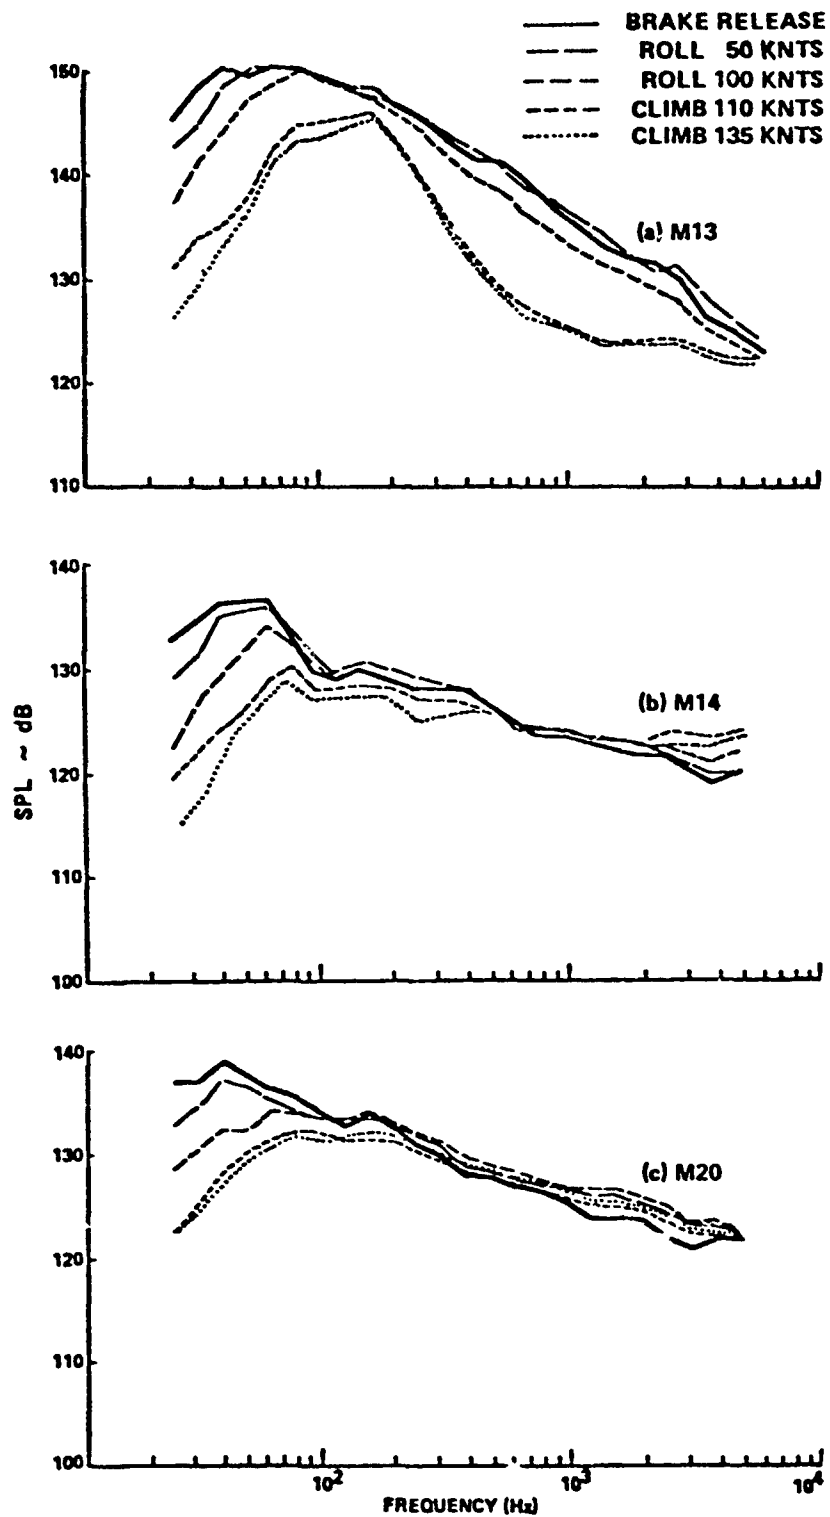 BRAKE RELEASE
ROLL 50 KNTS
ROLL 100 KNTS
CLIMB 110 KNTS
CLIMB 135 KNTS
150
140
(a) M13
130
120
110
140
130
(b) M14
SPL ~ dB
120
110
100
140
130
(c) M20
120
110
100
10²
10³
10⁴
FREQUENCY (Hz)